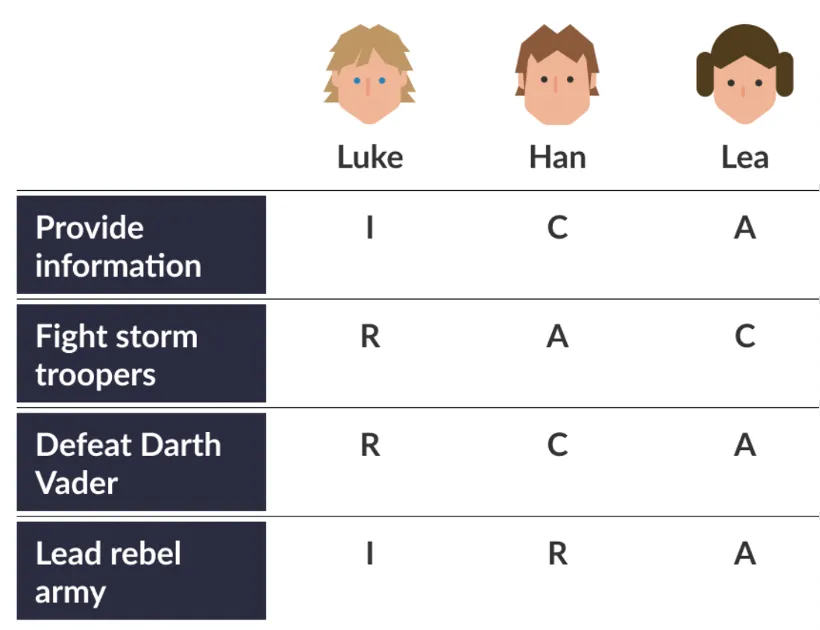 Luke Han Lea
Provide I C A
information
Fight storm R A C
troopers
Defeat Darth R C A
Vader
Lead rebel I R A
army